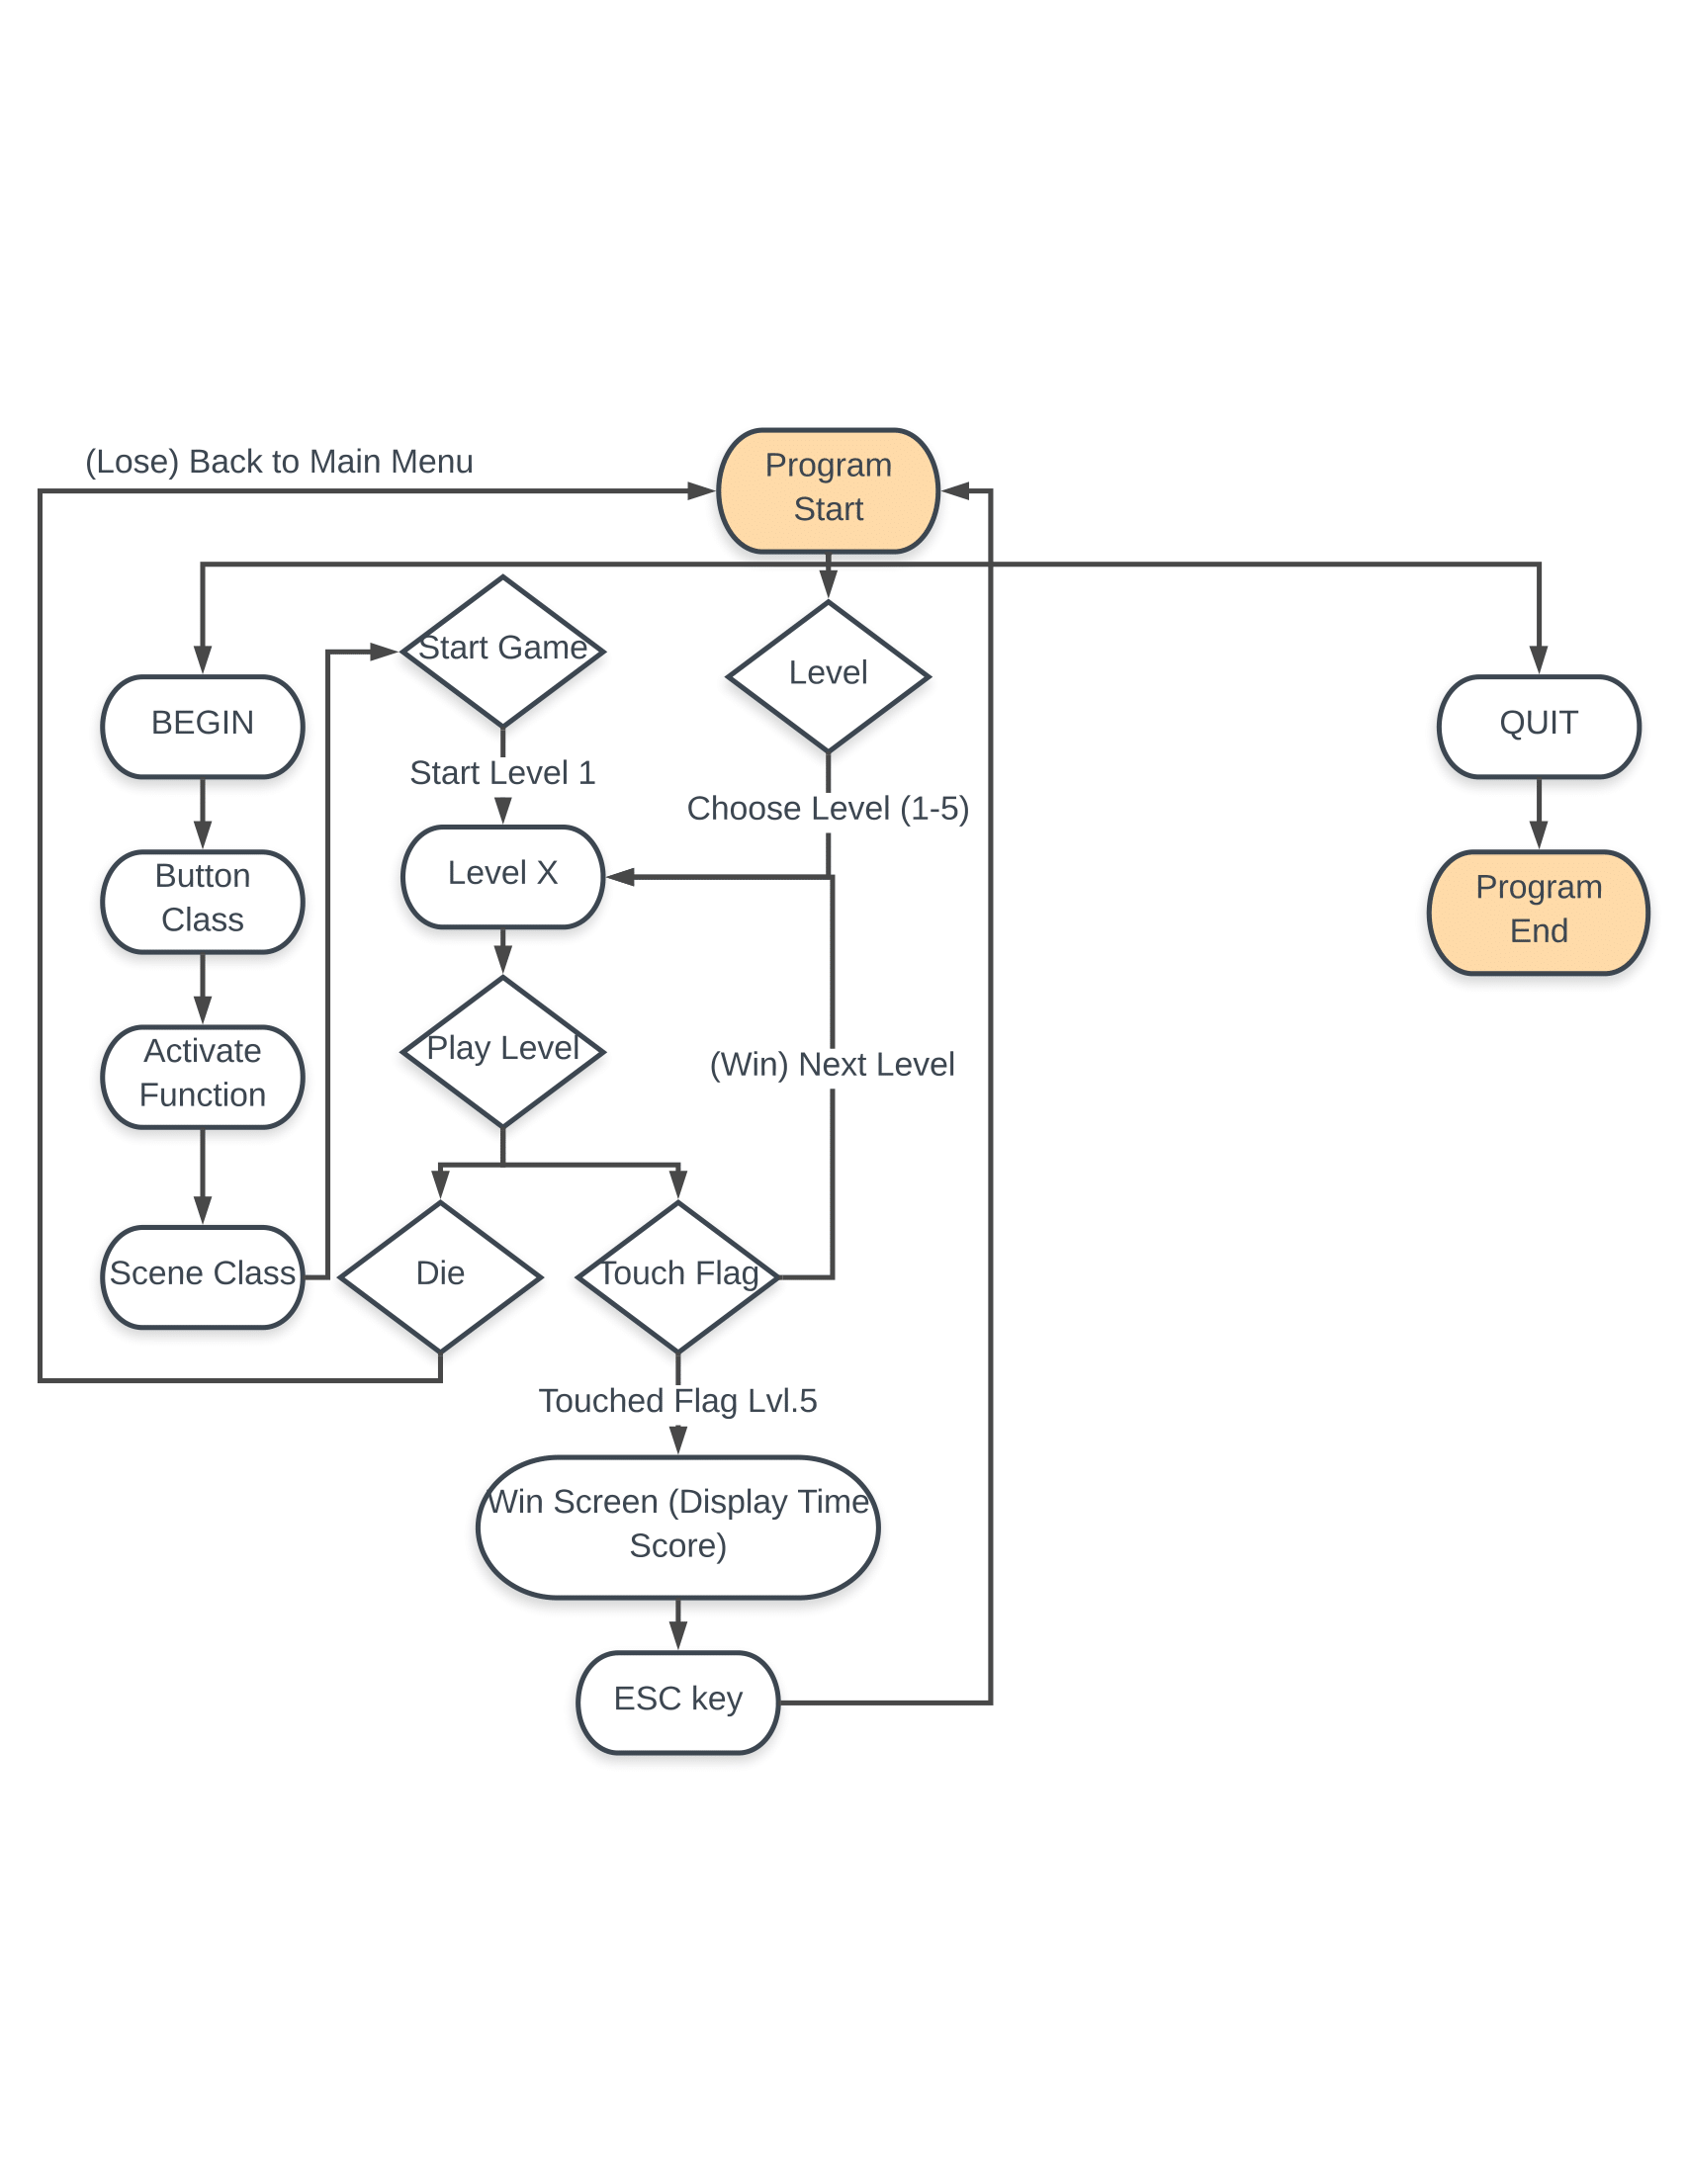 (Lose) Back to Main Menu
Program
Start
Start Game
Level
BEGIN
QUIT
Start Level 1
Choose Level (1-5)
Button
Class
Level X
Program
End
Activate
Function
Play Level
(Win) Next Level
Scene Class
Die
Touch Flag
Touched Flag Lvl.5
Win Screen (Display Time
Score)
ESC key